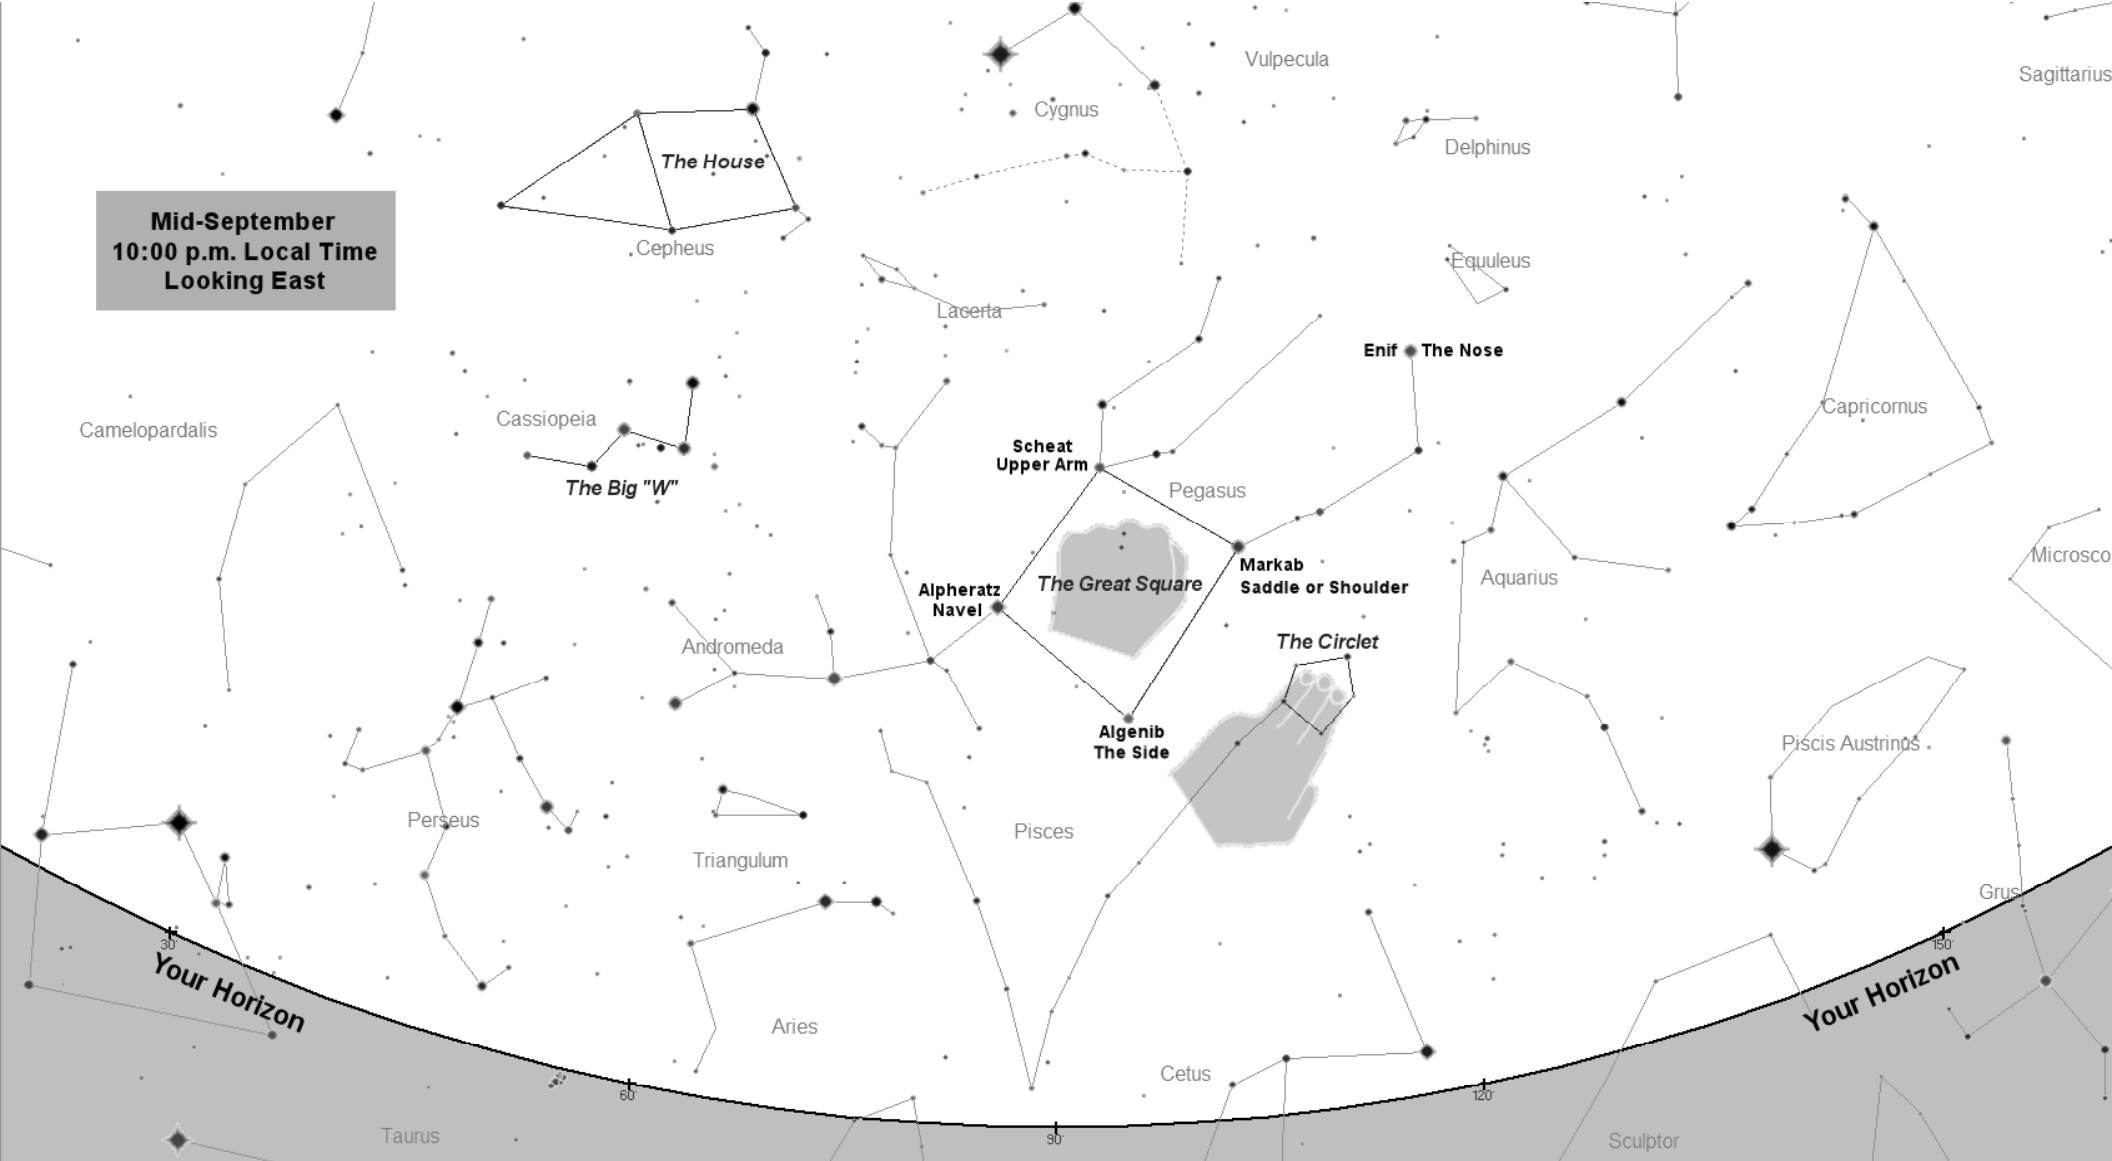 Vulpecula
Sagittarius
Cygnus
Delphinus
The House
Mid-September
10:00 p.m. Local Time
Looking East
Cepheus
Equuleus
Lacerta
Enif
The Nose
Cassiopeia
Capricornus
Camelopardalis
Scheat
Upper Arm
The Big "W"
Pegasus
Microsco
Markab
Saddle or Shoulder
The Great Square
Aquarius
Alpheratz
Navel
The Circlet
Andromeda
Algenib
The Side
Piscis Austrinus
Perseus
Pisces
Triangulum
Grus
30°
150°
Your Horizon
Your Horizon
Aries
Cetus
60°
120°
Taurus
90°
Sculptor